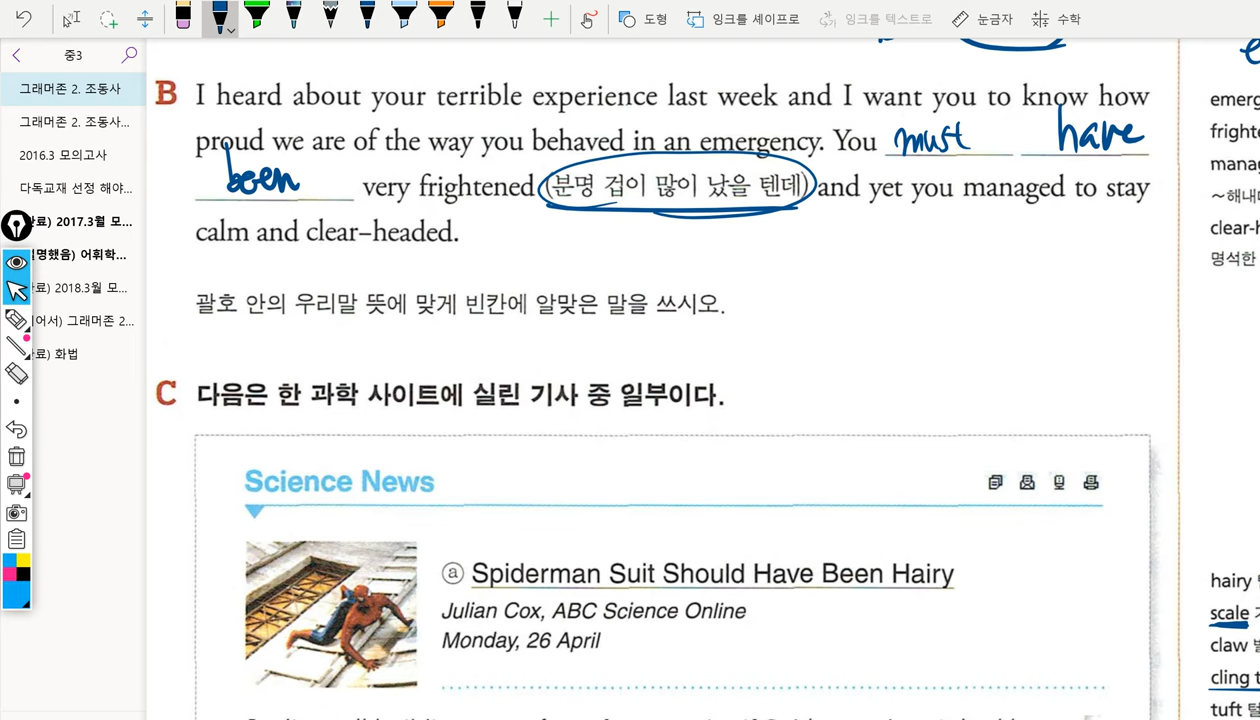 도형
잉크를 셰이프로
잉크를 텍스트로
눈금자
수학
중3
그래머존 2. 조동사
그래머존 2. 조동사...
2016.3 모의고사
다독교재 선정 해야...
료) 2017.3월 모...
명했음) 어휘학...
료) 2018.3월 모...
어서) 그래머존 2...
료) 화법
B I heard about your terrible experience last week and I want you to know how
proud we are of the way you behaved in an emergency. You must have
been very frightened (분명 겁이 많이 났을 텐데) and yet you managed to stay
calm and clear-headed.
괄호 안의 우리말 뜻에 맞게 빈칸에 알맞은 말을 쓰시오.
C 다음은 한 과학 사이트에 실린 기사 중 일부이다.
Science News
ⓐ Spiderman Suit Should Have Been Hairy
Julian Cox, ABC Science Online
Monday, 26 April
emerg
frighte
manag
~해내
clear-h
명석한
hairy
scale
claw
cling t
tuft